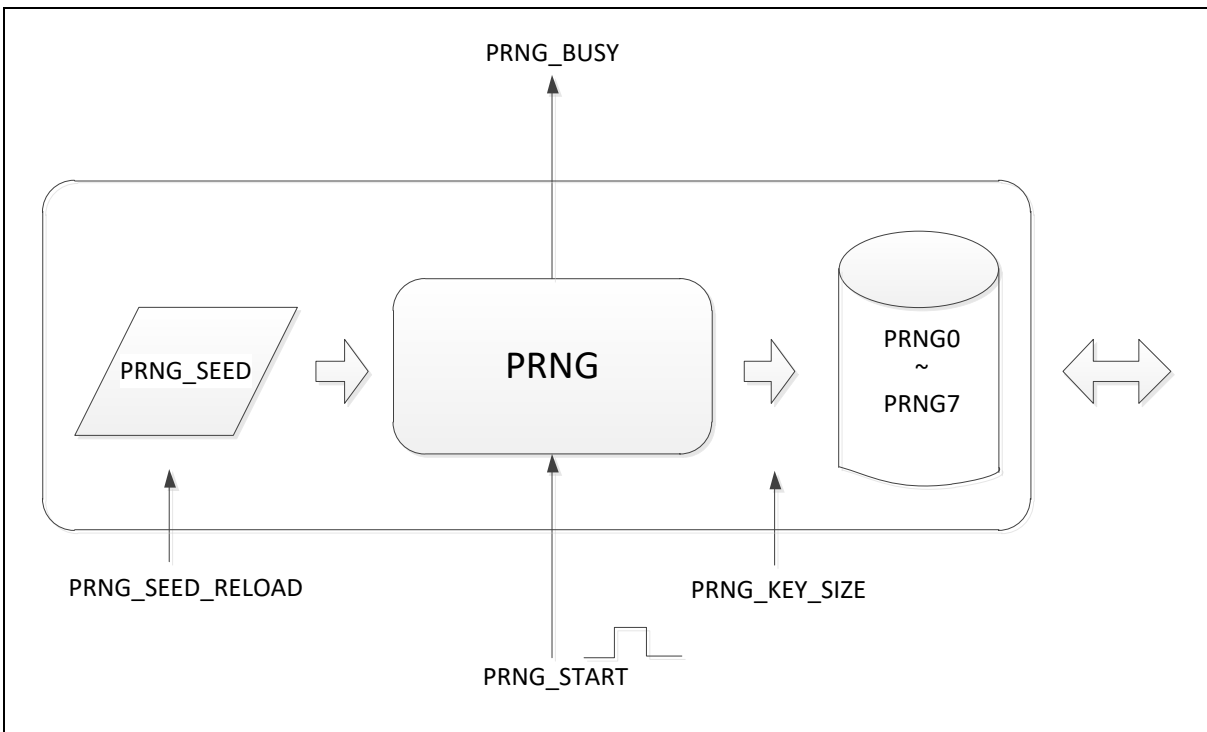 PRNG_BUSY
PRNG_SEED
PRNG
PRNG0
~
PRNG7
PRNG_SEED_RELOAD
PRNG_KEY_SIZE
PRNG_START